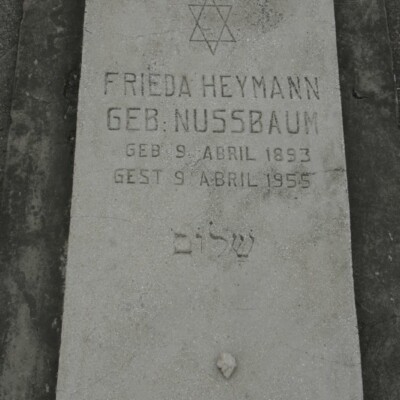 FRIEDA HEYMANN
GEB: NUSSBAUM
GEB 9 ABRIL 1893
GEST 9 ABRIL 1955
שלום